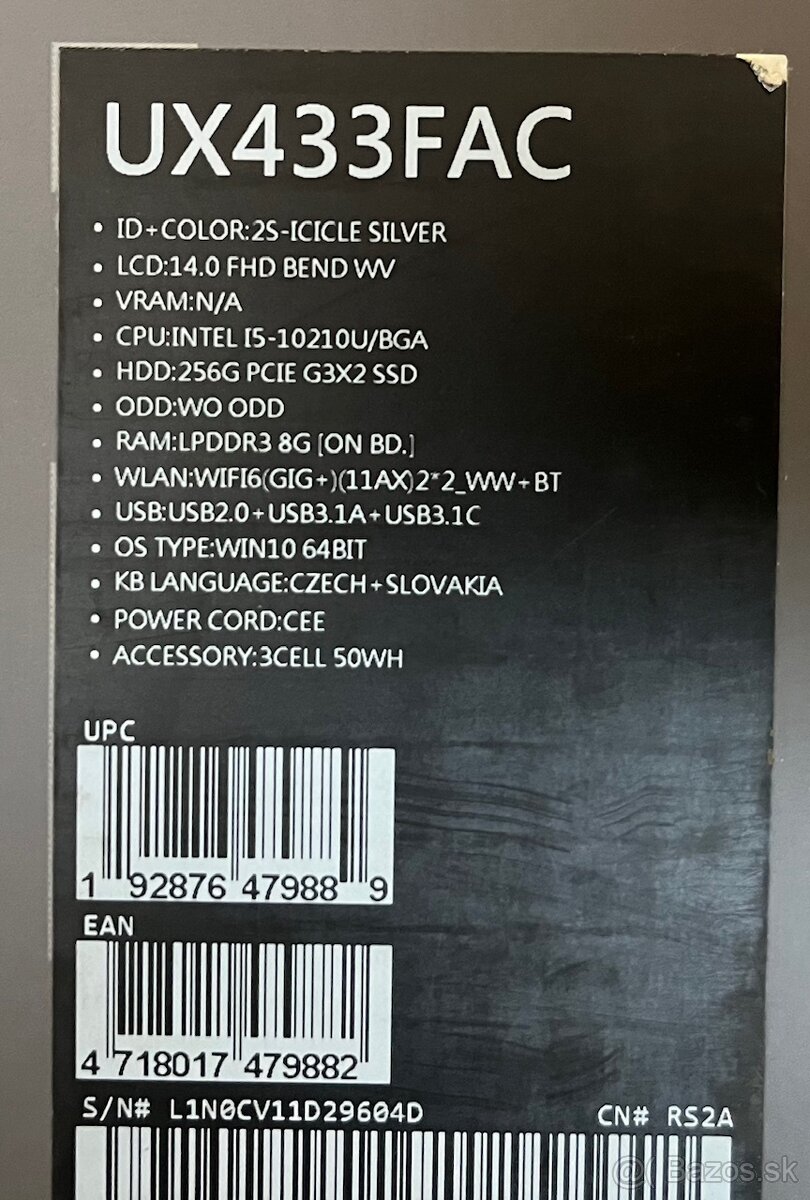 UX433FAC
• ID+COLOR:2S-ICICLE SILVER
• LCD:14.0 FHD BEND WV
• VRAM:N/A
• CPU:INTEL I5-10210U/BGA
• HDD:256G PCIE G3X2 SSD
• ODD:WO ODD
• RAM:LPDDR3 8G [ON BD.]
• WLAN:WIFI6(GIG+)(11AX)2*2_WW+BT
• USB:USB2.0+USB3.1A+USB3.1C
• OS TYPE:WIN10 64BIT
• KB LANGUAGE:CZECH+SLOVAKIA
• POWER CORD:CEE
• ACCESSORY:3CELL 50WH
UPC
1 92876 47988 9
EAN
4 718017 479882
S/N# L1N0CV11D29604D CN# RS2A
Bazos.sk